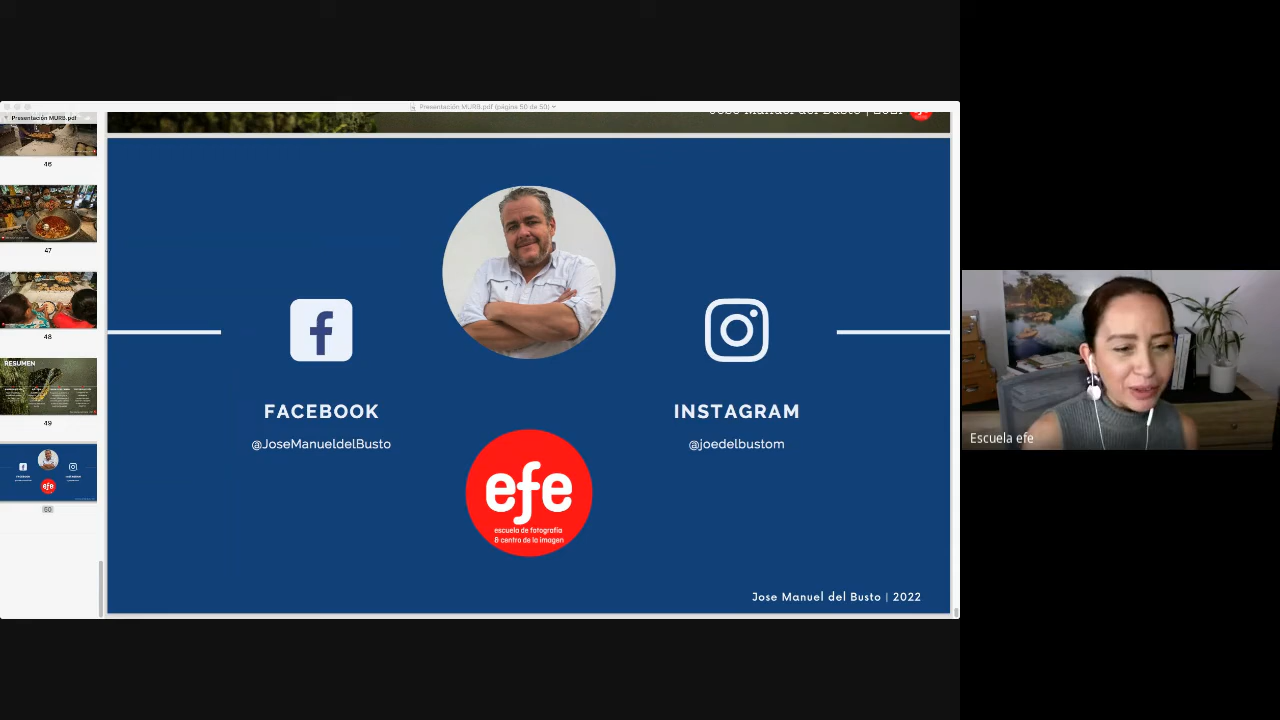 Presentación MURB.pdf (página 50 de 50)
Presentación MURB.pdf
46
47
48
RESUMEN
49
50
FACEBOOK
@JoseManueldelBusto
INSTAGRAM
@joedelbustom
efe
escuela de fotografía
& centro de la imagen
Jose Manuel del Busto | 2022
Escuela efe